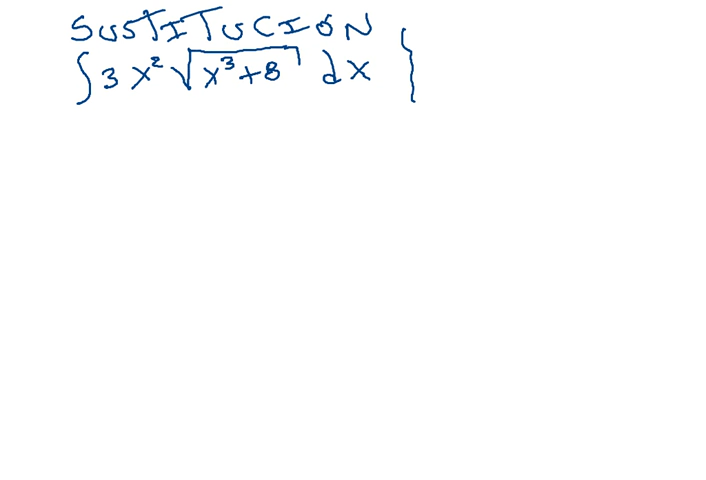 SUSTITUCIÓN
∫ 3x²√(x³+8) dx }